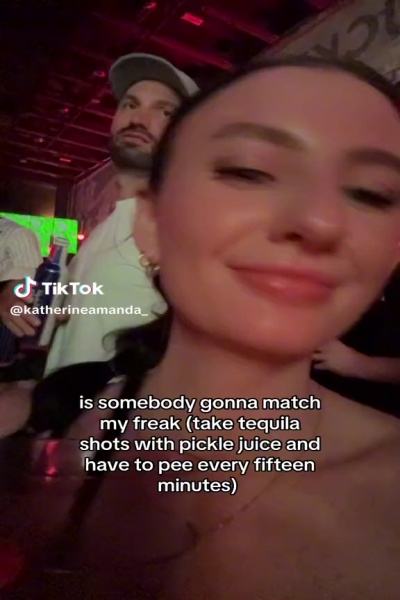 TikTok
@katherineamanda_
is somebody gonna match
my freak (take tequila
shots with pickle juice and
have to pee every fifteen
minutes)